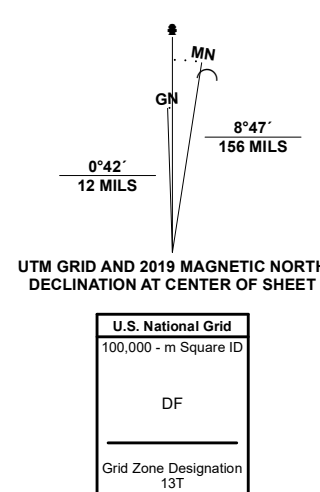 MN
GN
8°47´
156 MILS
0°42´
12 MILS
UTM GRID AND 2019 MAGNETIC NORTH
DECLINATION AT CENTER OF SHEET
U.S. National Grid
100,000 - m Square ID
DF
Grid Zone Designation
13T